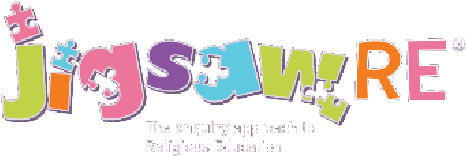 Jigsaw RE®
The enquiry approach to
Religious Education